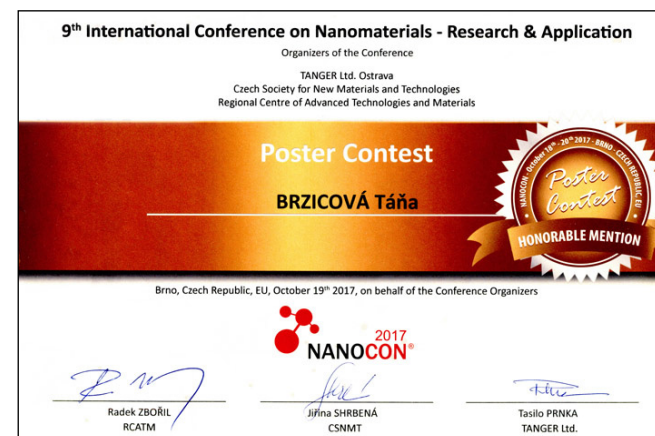 9th International Conference on Nanomaterials - Research & Application
Organizers of the Conference
TANGER Ltd. Ostrava
Czech Society for New Materials and Technologies
Regional Centre of Advanced Technologies and Materials
Poster Contest
BRZICOVÁ Táňa
NANOCON - October 18th - 20th 2017 - BRNO - CZECH REPUBLIC, EU
Poster
Contest
HONORABLE MENTION
Brno, Czech Republic, EU, October 19th 2017, on behalf of the Conference Organizers
2017
NANOCON®
Radek ZBOŘIL
RCATM
Jiřina SHRBENÁ
CSNMT
Tasilo PRNKA
TANGER Ltd.